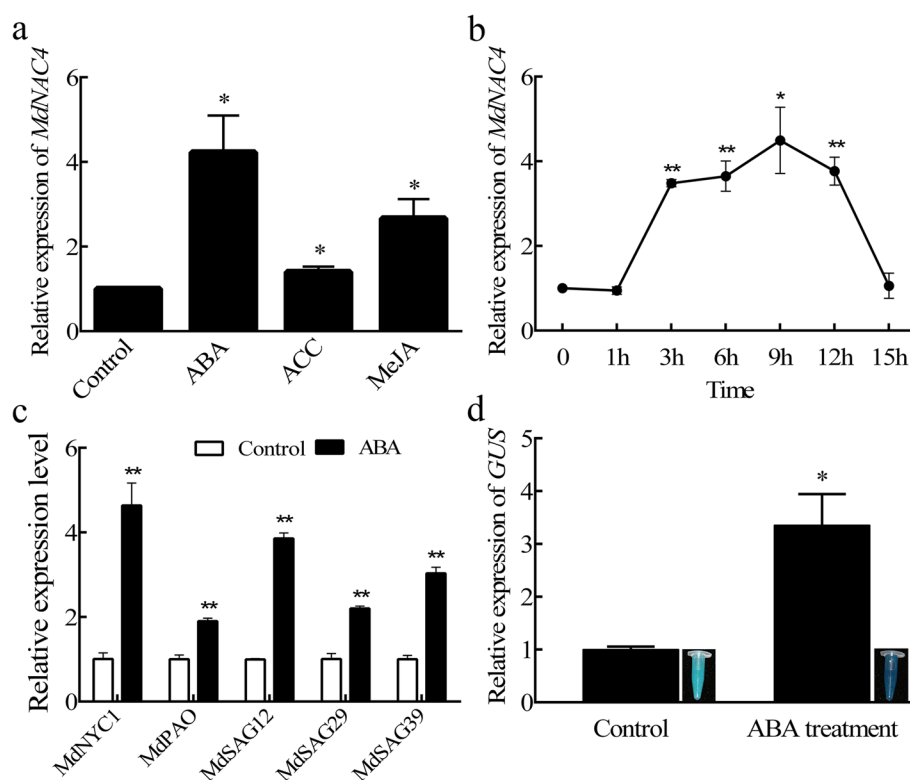 a
Relative expression of MdNAC4
6
4
2
0
* * *
Control ABA ACC MeJA
b
Relative expression of MdNAC4
6
4
2
0
** ** * **
0 1h 3h 6h 9h 12h 15h
Time
c
Relative expression level
6
4
2
0
Control ABA
** ** ** ** **
MdNYC1 MdPAO MdSAG12 MdSAG29 MdSAG39
d
Relative expression of GUS
5
4
3
2
1
0
*
Control ABA treatment